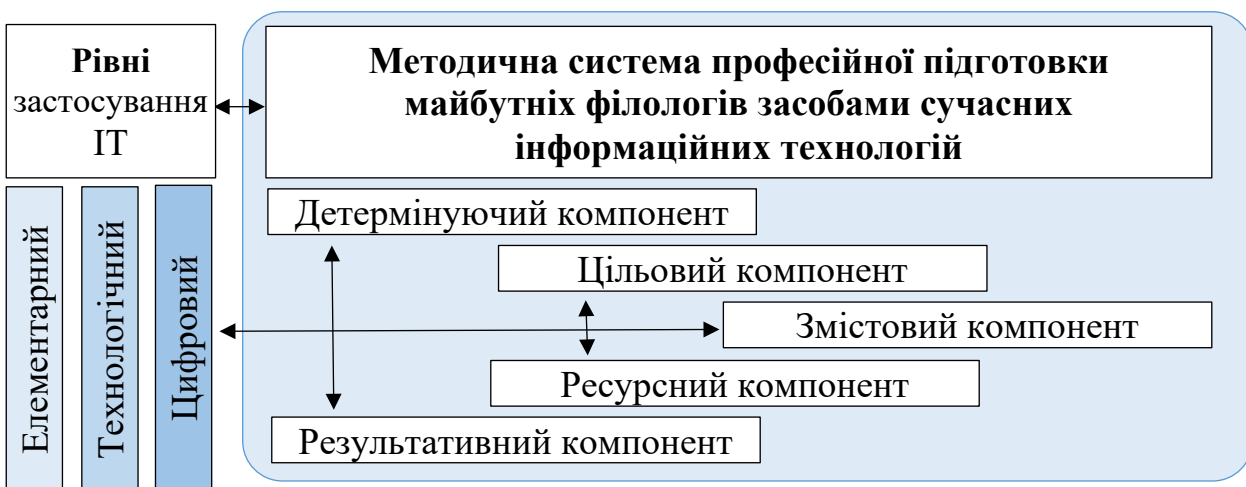 Рівні
застосування
ІТ
Методична система професійної підготовки
майбутніх філологів засобами сучасних
інформаційних технологій
Елементарний
Технологічний
Цифровий
Детермінуючий компонент
Цільовий компонент
Змістовий компонент
Ресурсний компонент
Результативний компонент